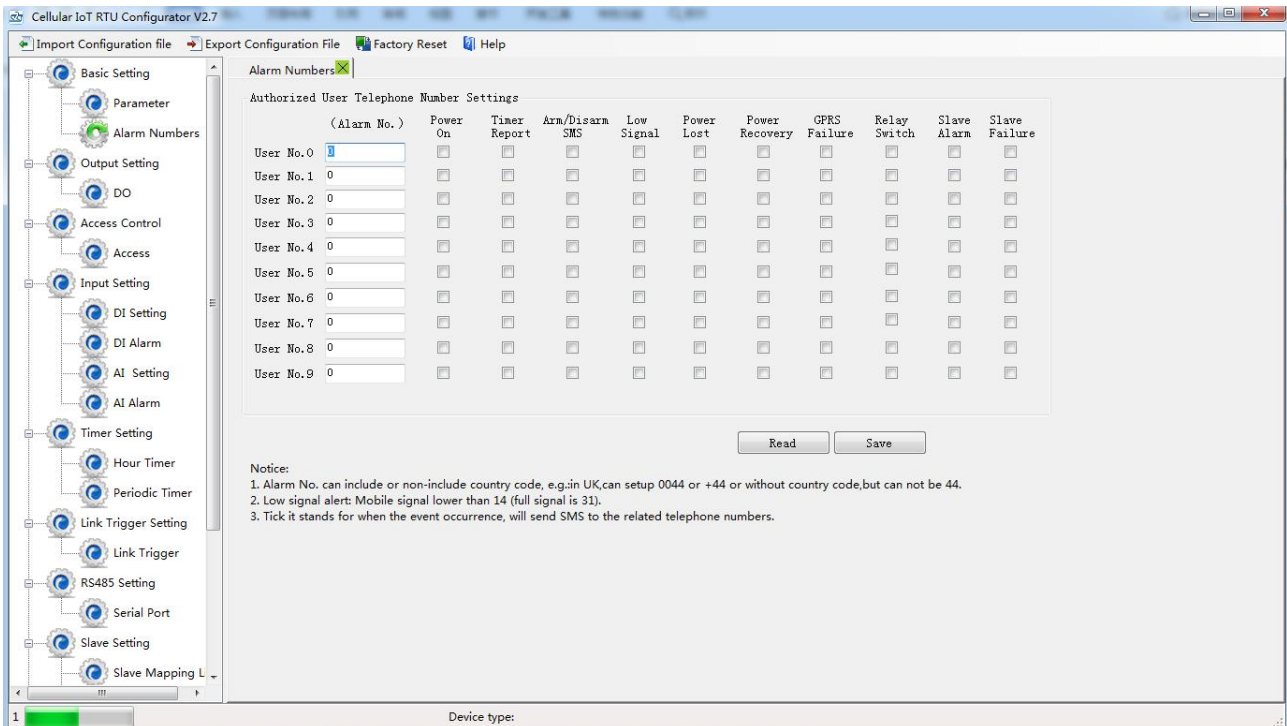 Cellular IoT RTU Configurator V2.7
Import Configuration file Export Configuration File Factory Reset Help
Basic Setting
Parameter
Alarm Numbers
Output Setting
DO
Access Control
Access
Input Setting
DI Setting
DI Alarm
AI Setting
AI Alarm
Timer Setting
Hour Timer
Periodic Timer
Link Trigger Setting
Link Trigger
RS485 Setting
Serial Port
Slave Setting
Slave Mapping L
Alarm Numbers
Authorized User Telephone Number Settings
(Alarm No.) Power On Timer Report Arm/Disarm SMS Low Signal Power Lost Power Recovery GPRS Failure Relay Switch Slave Alarm Slave Failure
User No.0 0
User No.1 0
User No.2 0
User No.3 0
User No.4 0
User No.5 0
User No.6 0
User No.7 0
User No.8 0
User No.9 0
Read Save
Notice:
1. Alarm No. can include or non-include country code, e.g.:in UK,can setup 0044 or +44 or without country code,but can not be 44.
2. Low signal alert: Mobile signal lower than 14 (full signal is 31).
3. Tick it stands for when the event occurrence, will send SMS to the related telephone numbers.
1 Device type: